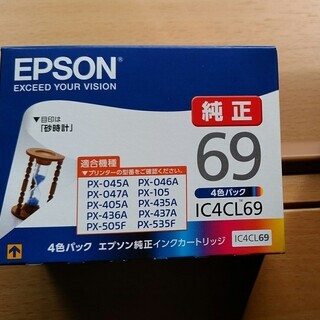 EPSON
EXCEED YOUR VISION
▼目印は
「砂時計」
純正
69
4色パック
IC4CL69
適合機種
▼プリンターの型番をご確認ください。
PX-045A PX-046A
PX-047A PX-105
PX-405A PX-435A
PX-436A PX-437A
PX-505F PX-535F
4色パック エプソン純正インクカートリッジ IC4CL69